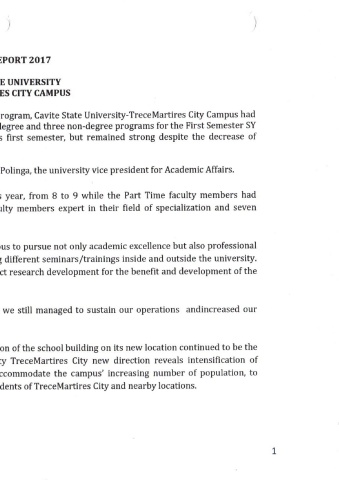 EPORT 2017
E UNIVERSITY
ES CITY CAMPUS
rogram, Cavite State University-TreceMartires City Campus had
degree and three non-degree programs for the First Semester SY
s first semester, but remained strong despite the decrease of
Polinga, the university vice president for Academic Affairs.
s year, from 8 to 9 while the Part Time faculty members had
ulty members expert in their field of specialization and seven
ous to pursue not only academic excellence but also professional
g different seminars/trainings inside and outside the university.
ct research development for the benefit and development of the
we still managed to sustain our operations andincreased our
on of the school building on its new location continued to be the
ty TreceMartires City new direction reveals intensification of
ccommodate the campus' increasing number of population, to
dents of TreceMartires City and nearby locations.
1